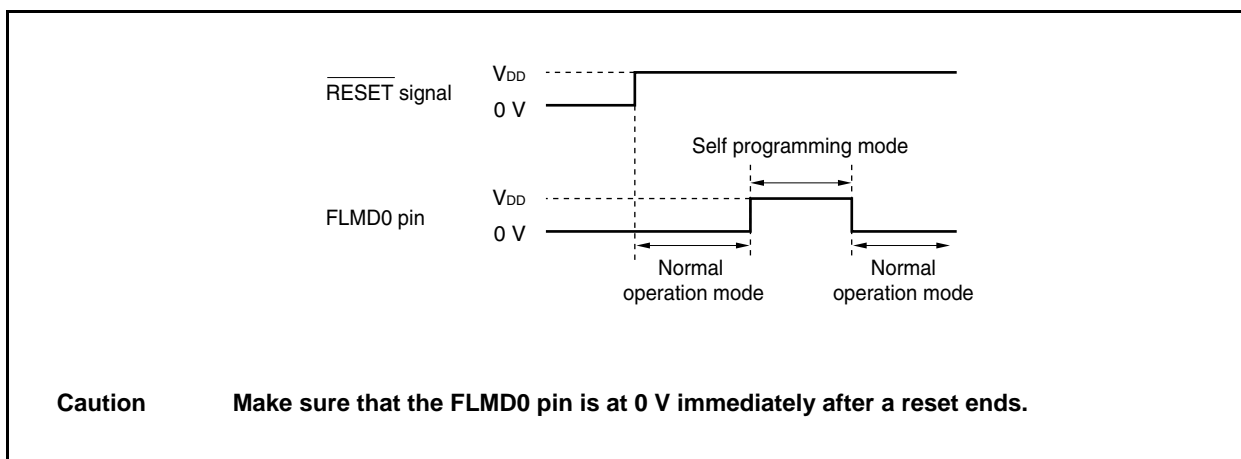 VDD
RESET signal
0 V
Self programming mode
VDD
FLMD0 pin
0 V
Normal
operation mode
Normal
operation mode
Caution Make sure that the FLMD0 pin is at 0 V immediately after a reset ends.